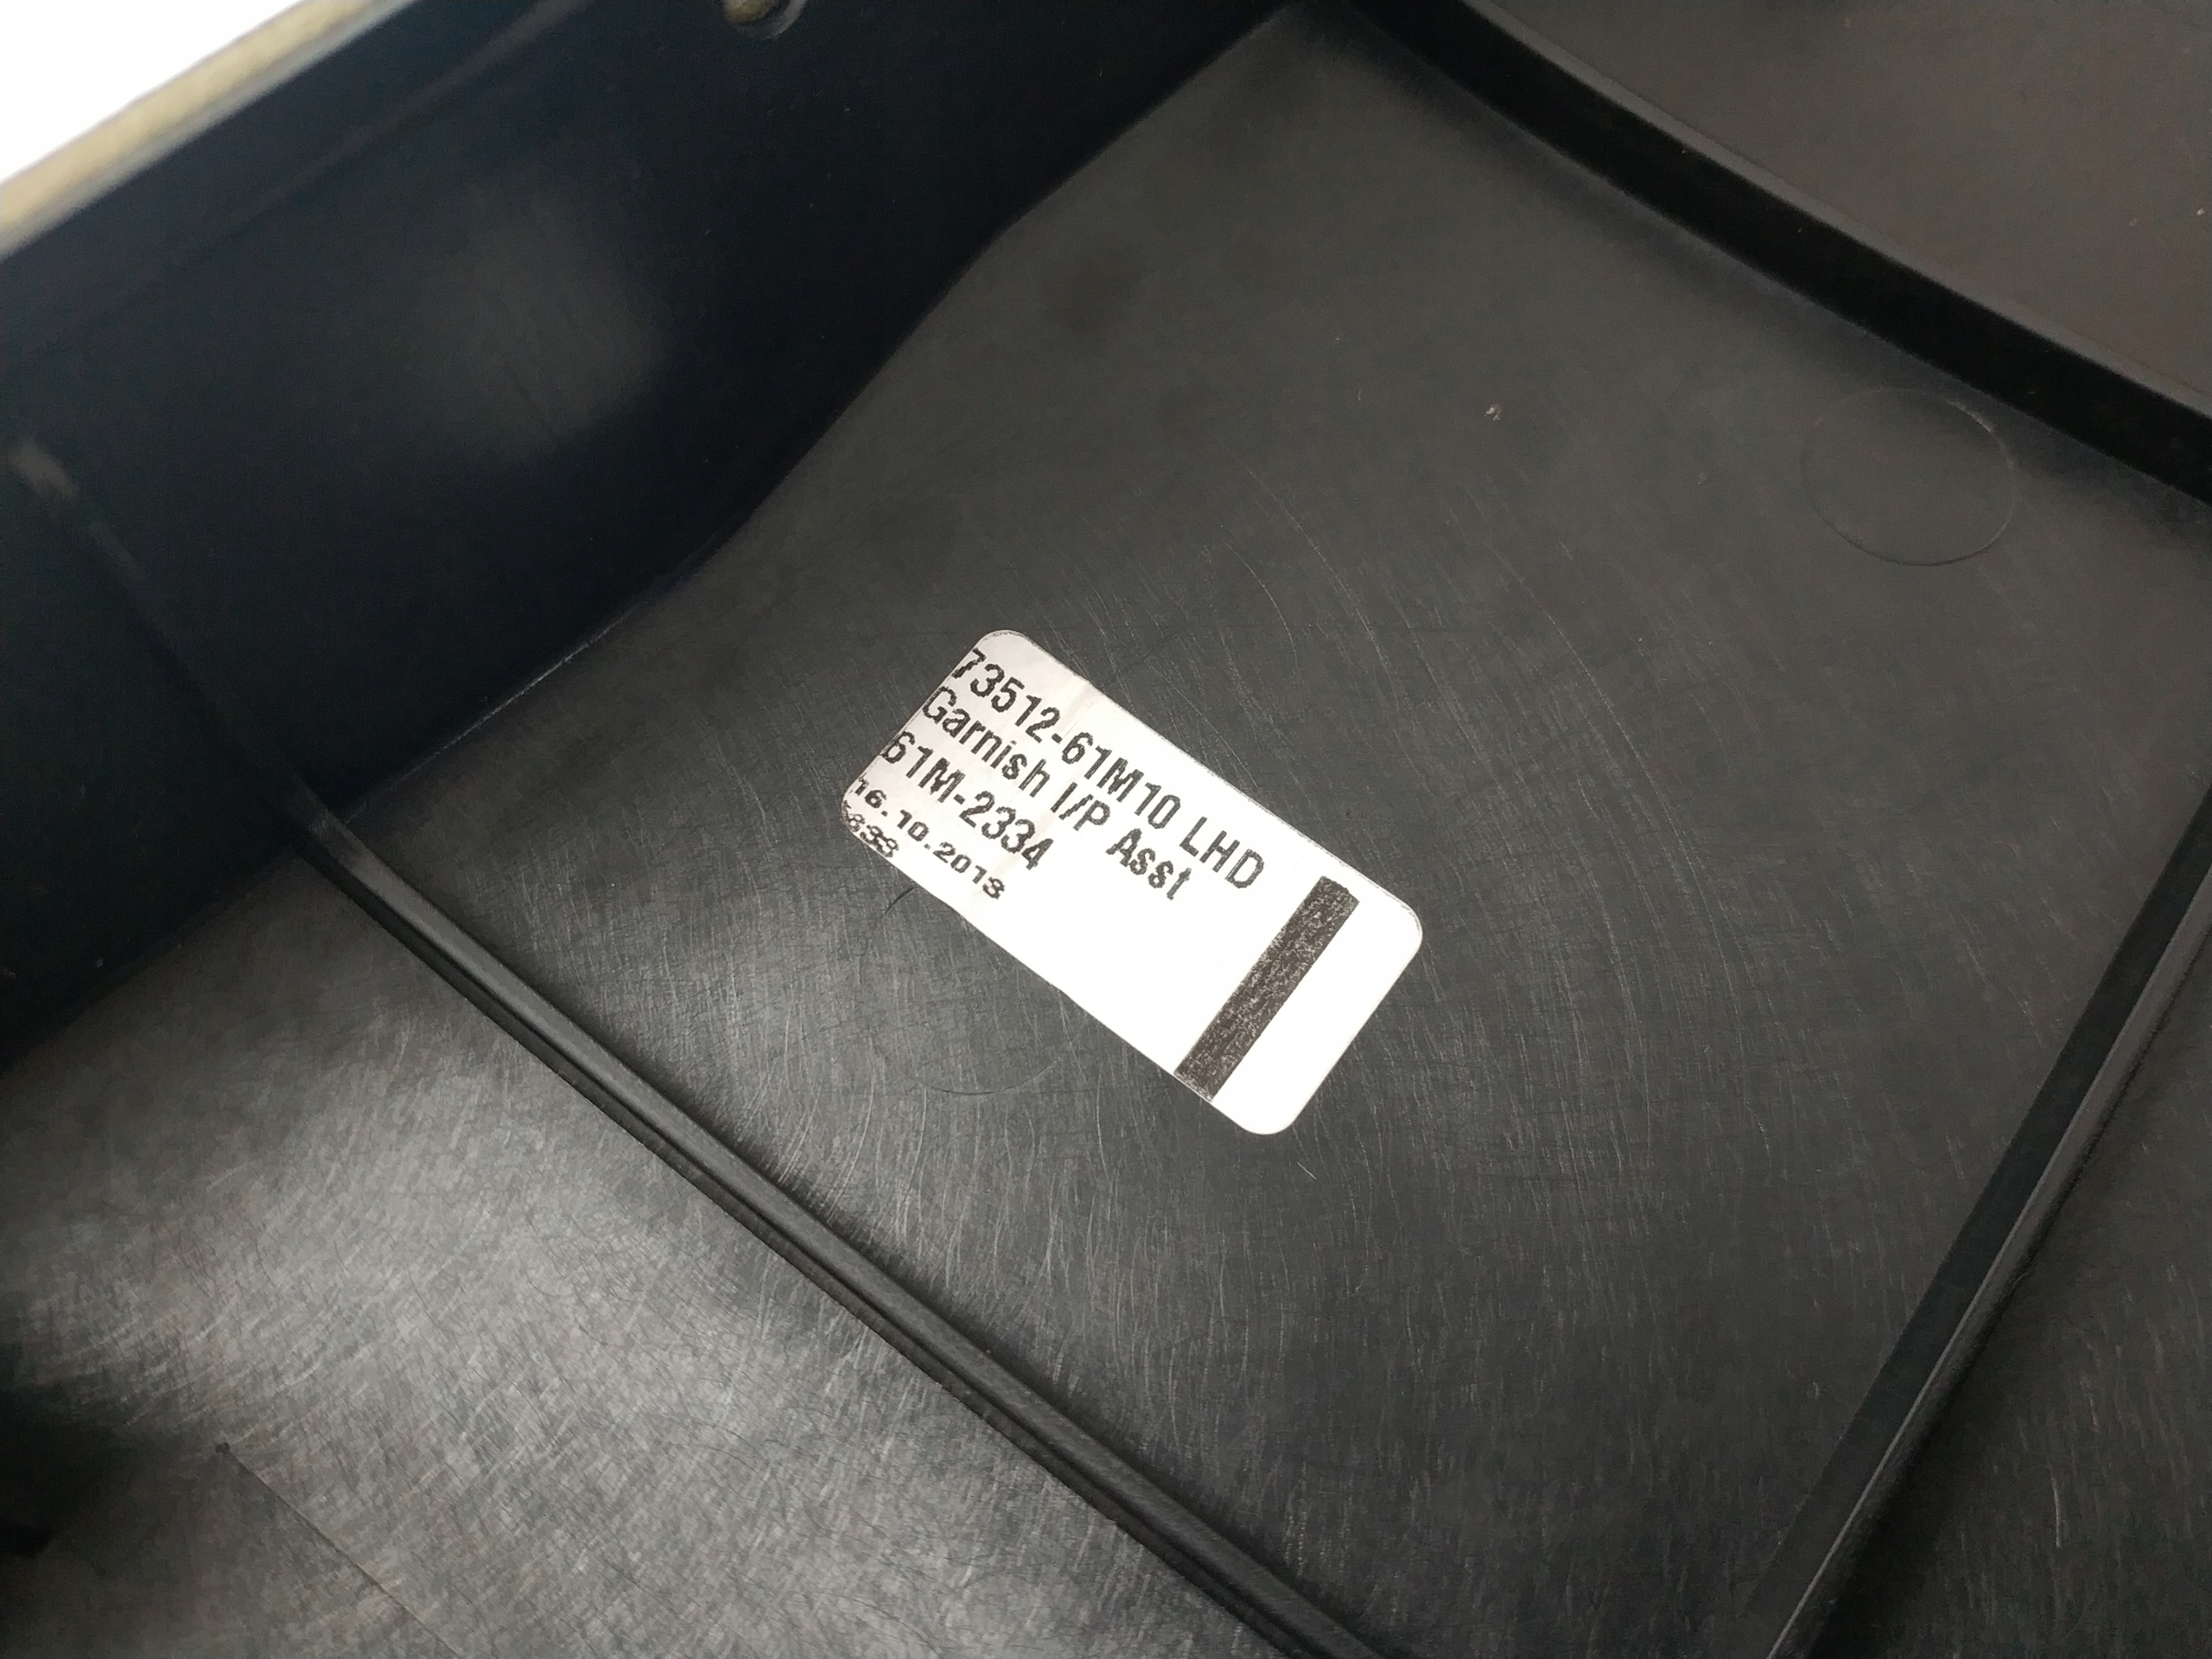 73512-61M10 LHD
Garnish I/P Asst
61M-2334
16.10.2013